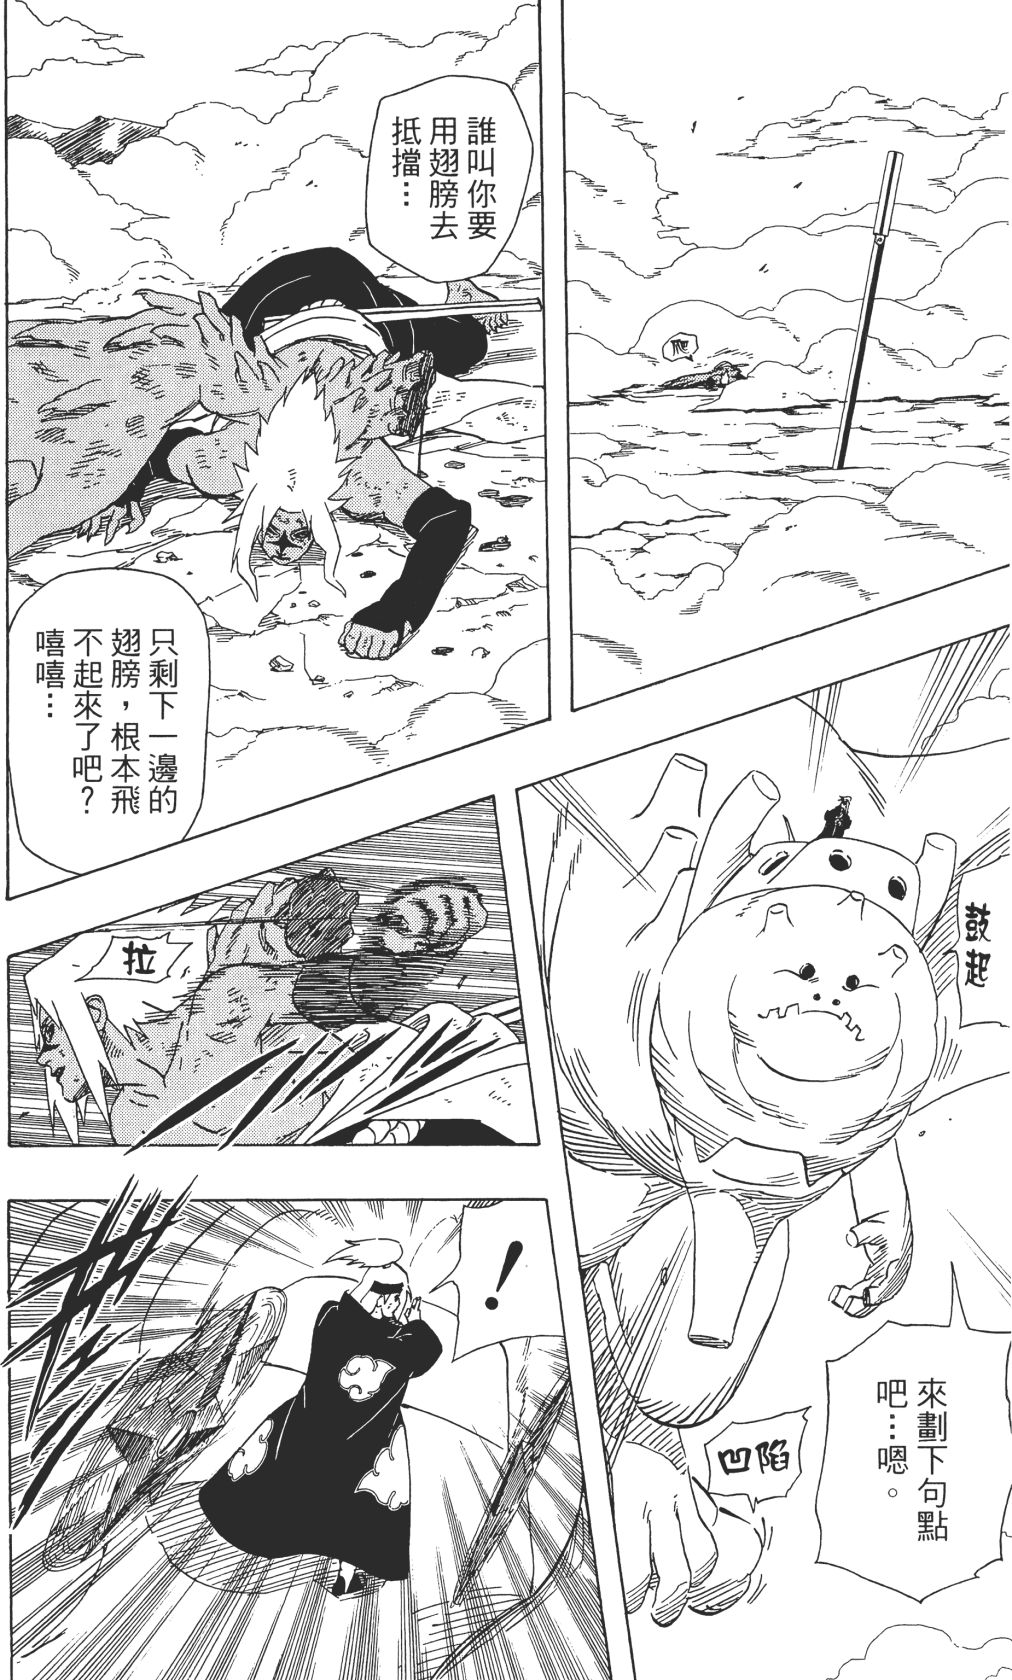 爬
誰叫你要
用翅膀去
抵擋…
只剩下一邊的
翅膀，根本飛
不起來了吧？
嘻嘻…
鼓起
來劃下句點
吧…嗯。
凹陷
拉
！